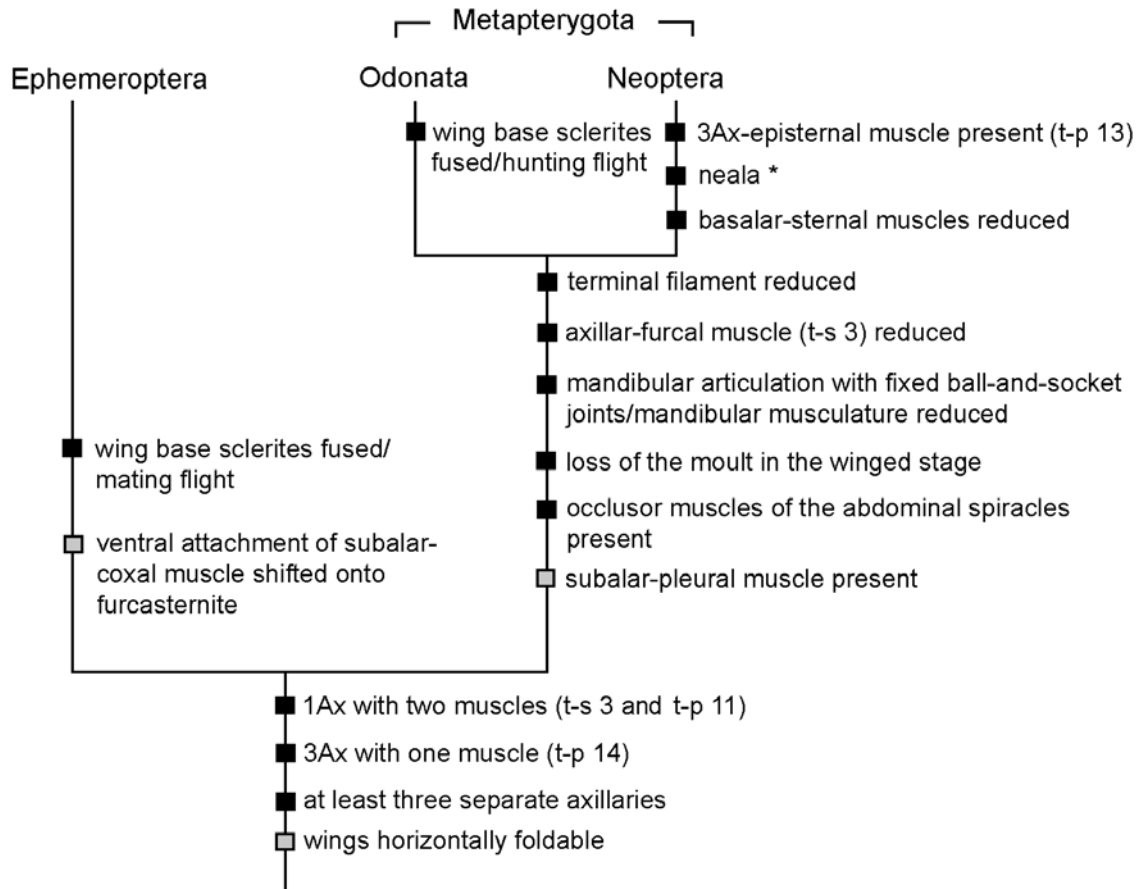 Metapterygota
Ephemeroptera
Odonata
Neoptera
wing base sclerites
fused/hunting flight
3Ax-episternal muscle present (t-p 13)
neala *
basalar-sternal muscles reduced
terminal filament reduced
axillar-furcal muscle (t-s 3) reduced
mandibular articulation with fixed ball-and-socket
joints/mandibular musculature reduced
loss of the moult in the winged stage
occlusor muscles of the abdominal spiracles
present
subalar-pleural muscle present
wing base sclerites fused/
mating flight
ventral attachment of subalar-
coxal muscle shifted onto
furcasternite
1Ax with two muscles (t-s 3 and t-p 11)
3Ax with one muscle (t-p 14)
at least three separate axillaries
wings horizontally foldable